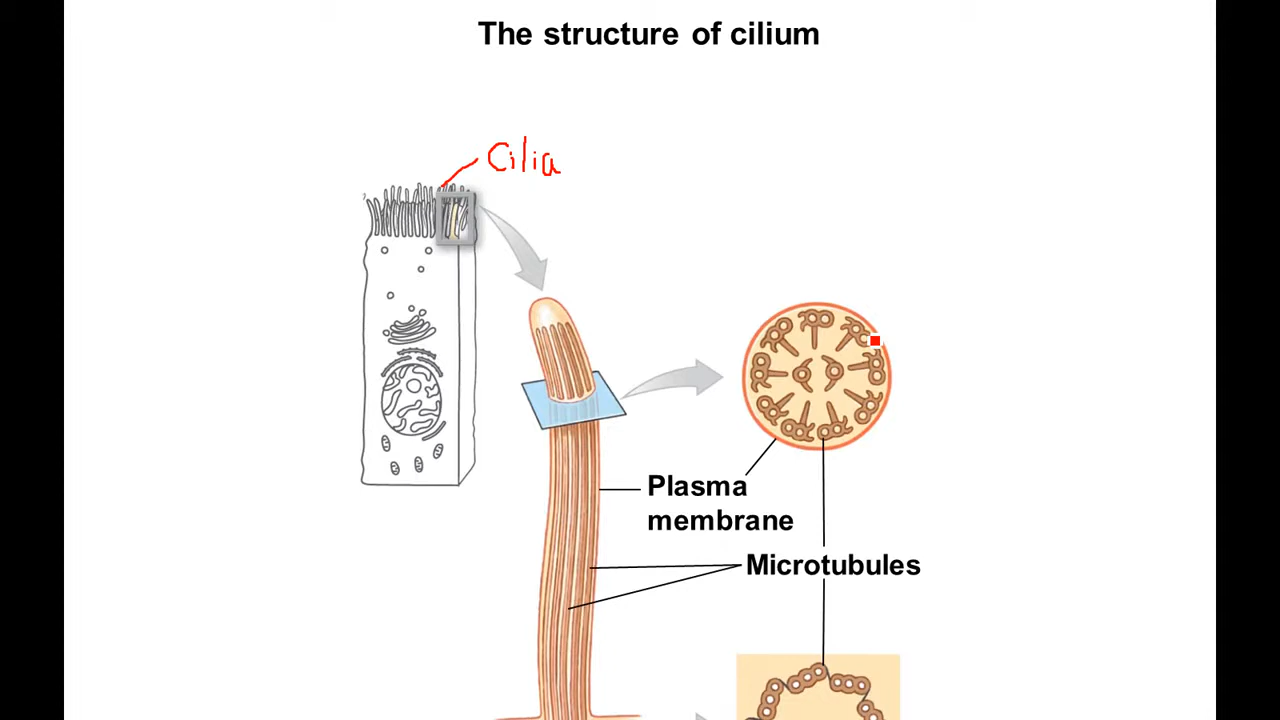 The structure of cilium
Cilia
Plasma
membrane
Microtubules